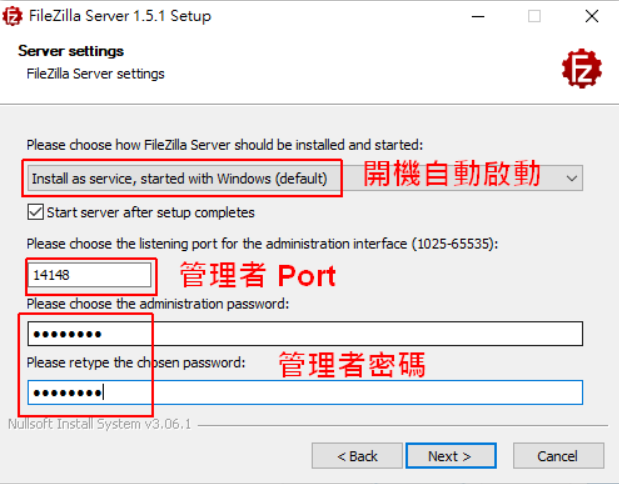 FileZilla Server 1.5.1 Setup
Server settings
FileZilla Server settings
Fz
Please choose how FileZilla Server should be installed and started:
Install as service, started with Windows (default) 開機自動啟動
Start server after setup completes
Please choose the listening port for the administration interface (1025-65535):
14148 管理者 Port
Please choose the administration password:
●●●●●●●●
Please retype the chosen password: 管理者密碼
●●●●●●●●
Nullsoft Install System v3.06.1
< Back Next > Cancel